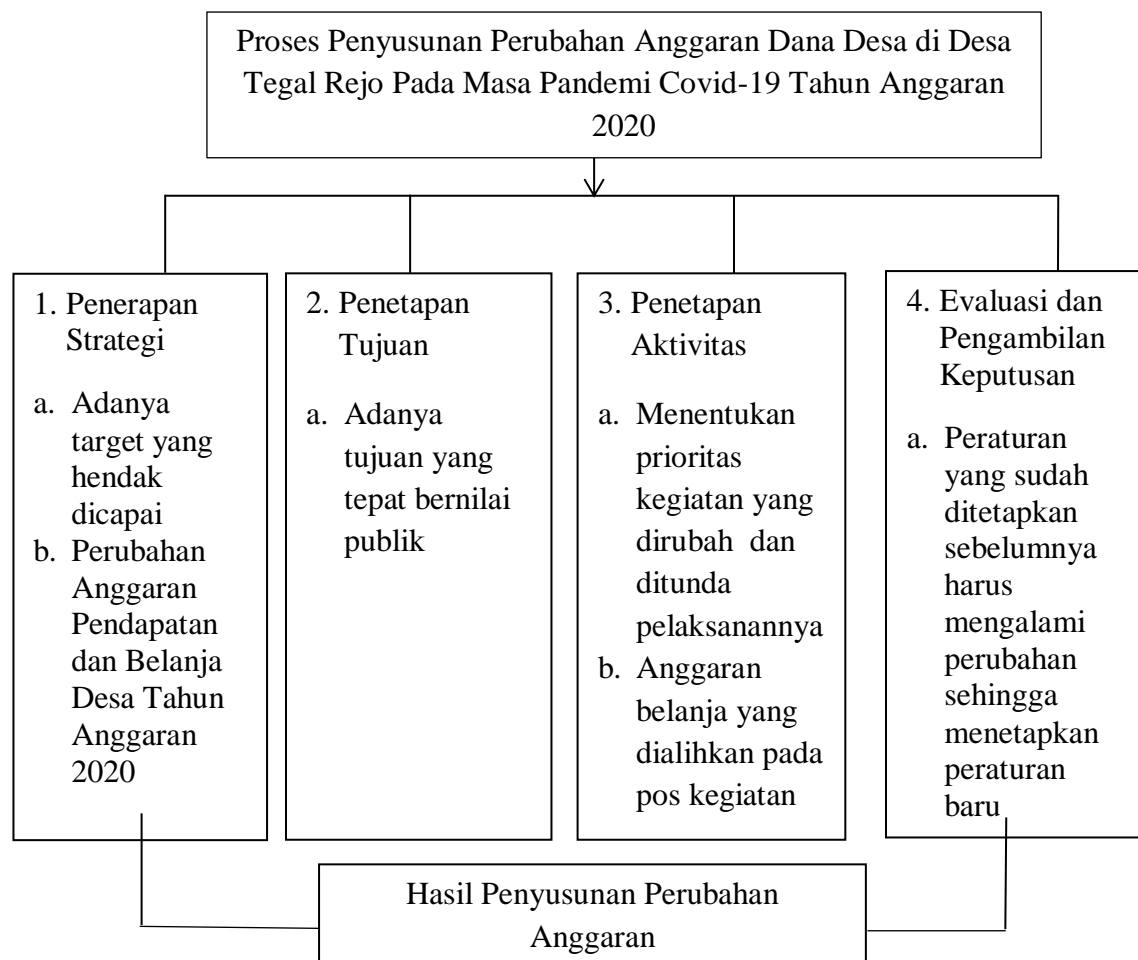 Proses Penyusunan Perubahan Anggaran Dana Desa di Desa
Tegal Rejo Pada Masa Pandemi Covid-19 Tahun Anggaran
2020
1. Penerapan
Strategi
a. Adanya
target yang
hendak
dicapai
b. Perubahan
Anggaran
Pendapatan
dan Belanja
Desa Tahun
Anggaran
2020
2. Penetapan
Tujuan
a. Adanya
tujuan yang
tepat bernilai
publik
3. Penetapan
Aktivitas
a. Menentukan
prioritas
kegiatan yang
dirubah dan
ditunda
pelaksanannya
b. Anggaran
belanja yang
dialihkan pada
pos kegiatan
4. Evaluasi dan
Pengambilan
Keputusan
a. Peraturan
yang sudah
ditetapkan
sebelumnya
harus
mengalami
perubahan
sehingga
menetapkan
peraturan
baru
Hasil Penyusunan Perubahan
Anggaran